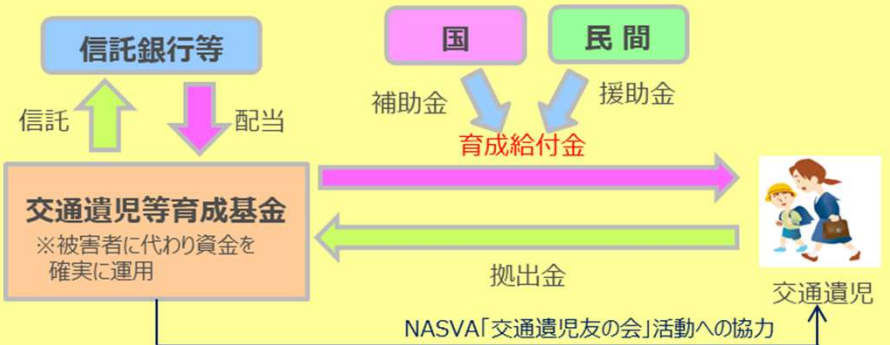 信託銀行等
国
民間
信託
配当
補助金
援助金
育成給付金
交通遺児等育成基金
※被害者に代わり資金を
確実に運用
拠出金
交通遺児
NASVA「交通遺児友の会」活動への協力